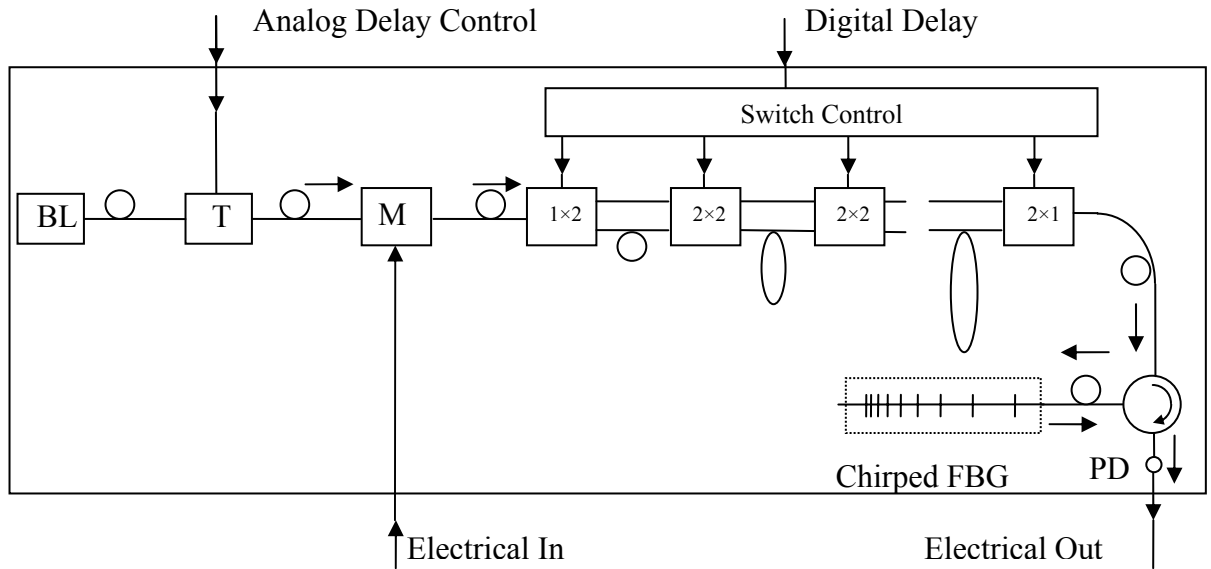 Analog Delay Control
Digital Delay
Switch Control
BL
T
M
1×2
2×2
2×2
2×1
Chirped FBG
PD
Electrical In
Electrical Out